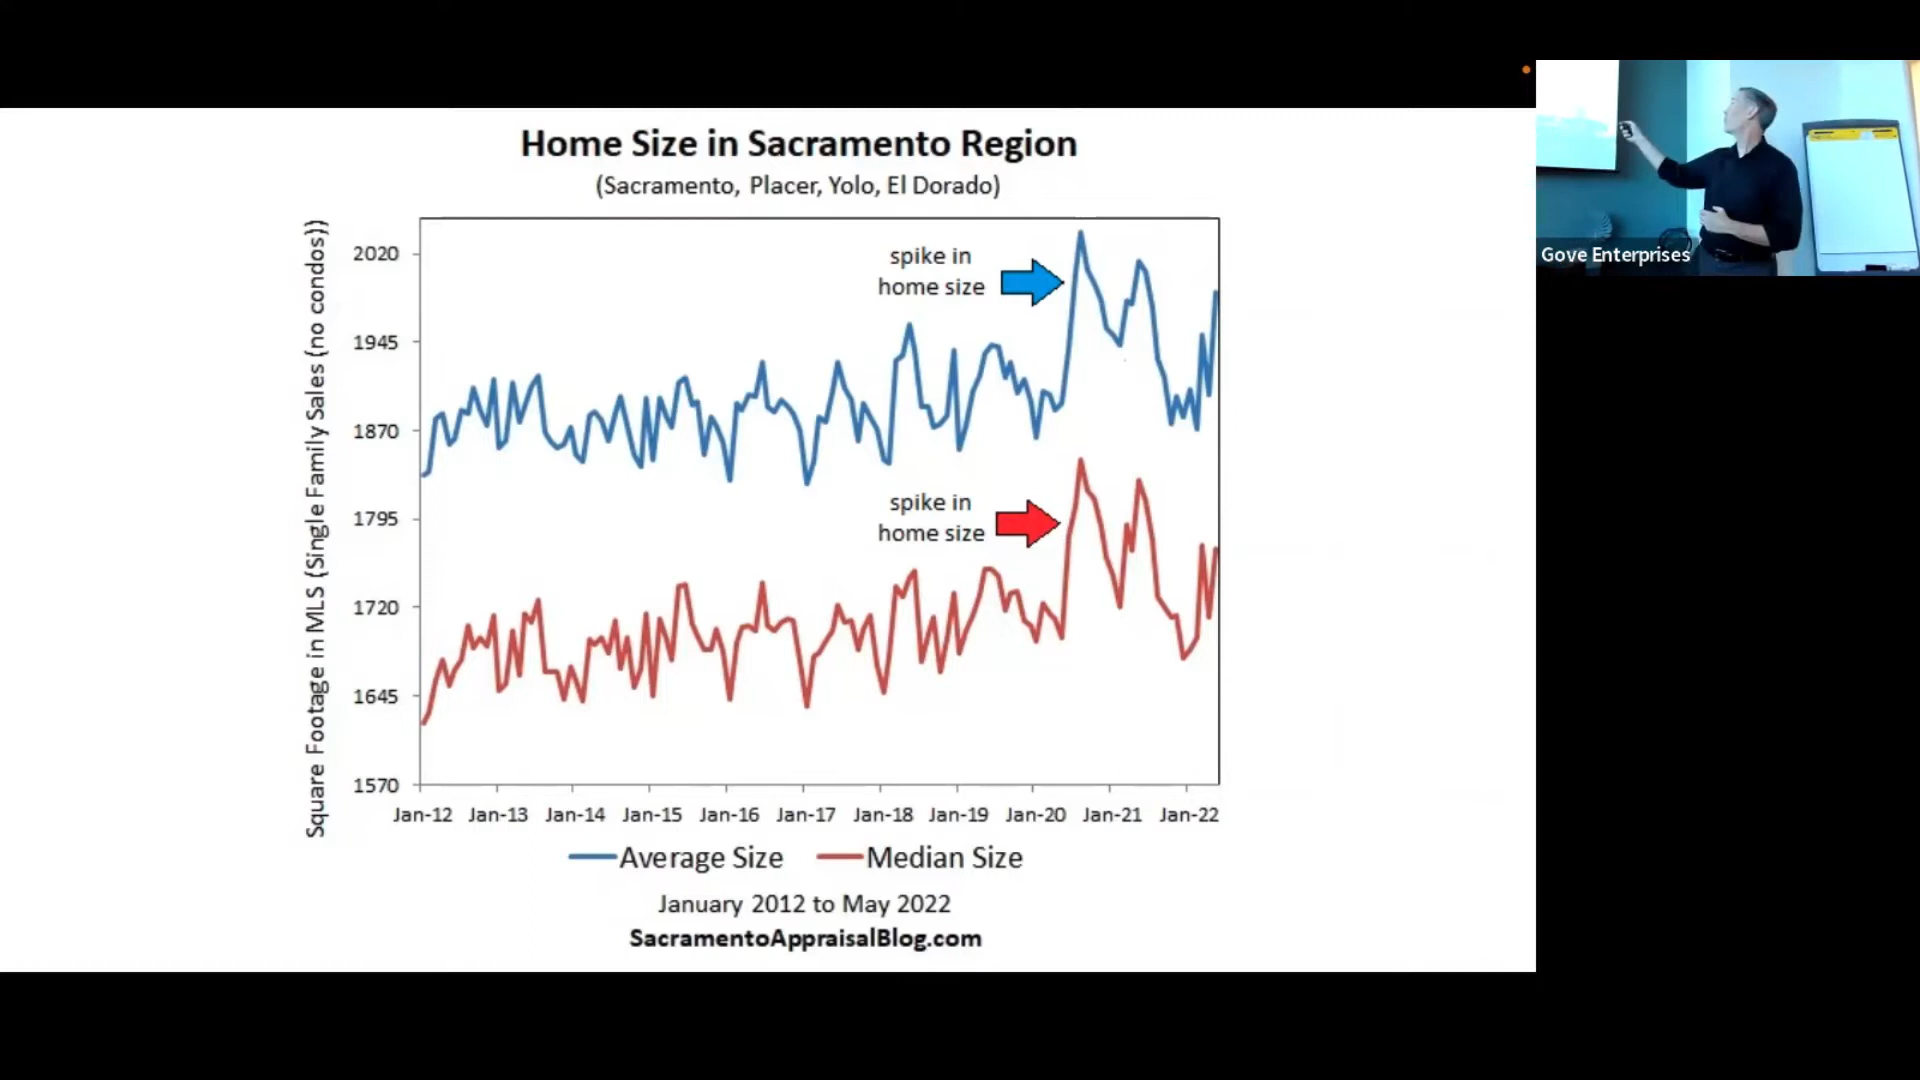 Home Size in Sacramento Region
(Sacramento, Placer, Yolo, El Dorado)
Square Footage in MLS (Single Family Sales (no condos))
2020
1945
1870
1795
1720
1645
1570
spike in
home size
spike in
home size
Jan-12 Jan-13 Jan-14 Jan-15 Jan-16 Jan-17 Jan-18 Jan-19 Jan-20 Jan-21 Jan-22
Average Size Median Size
January 2012 to May 2022
SacramentoAppraisalBlog.com
Gove Enterprises